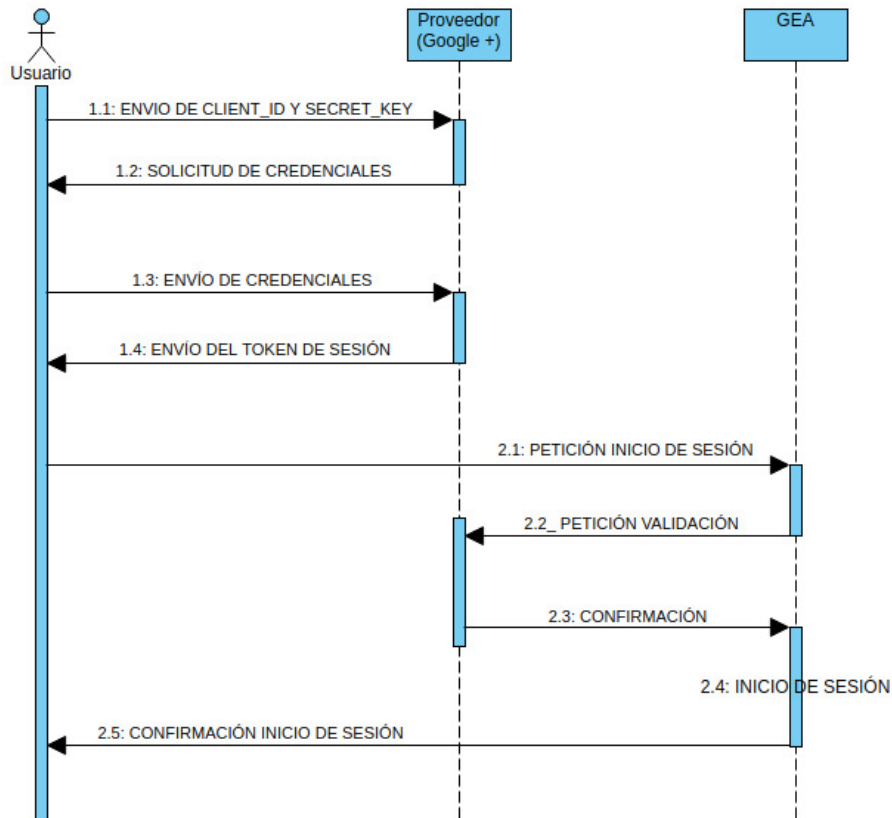 Proveedor
(Google +)
GEA
Usuario
1.1: ENVIO DE CLIENT_ID Y SECRET_KEY
1.2: SOLICITUD DE CREDENCIALES
1.3: ENVÍO DE CREDENCIALES
1.4: ENVÍO DEL TOKEN DE SESIÓN
2.1: PETICIÓN INICIO DE SESIÓN
2.2_ PETICIÓN VALIDACIÓN
2.3: CONFIRMACIÓN
2.4: INICIO DE SESIÓN
2.5: CONFIRMACIÓN INICIO DE SESIÓN